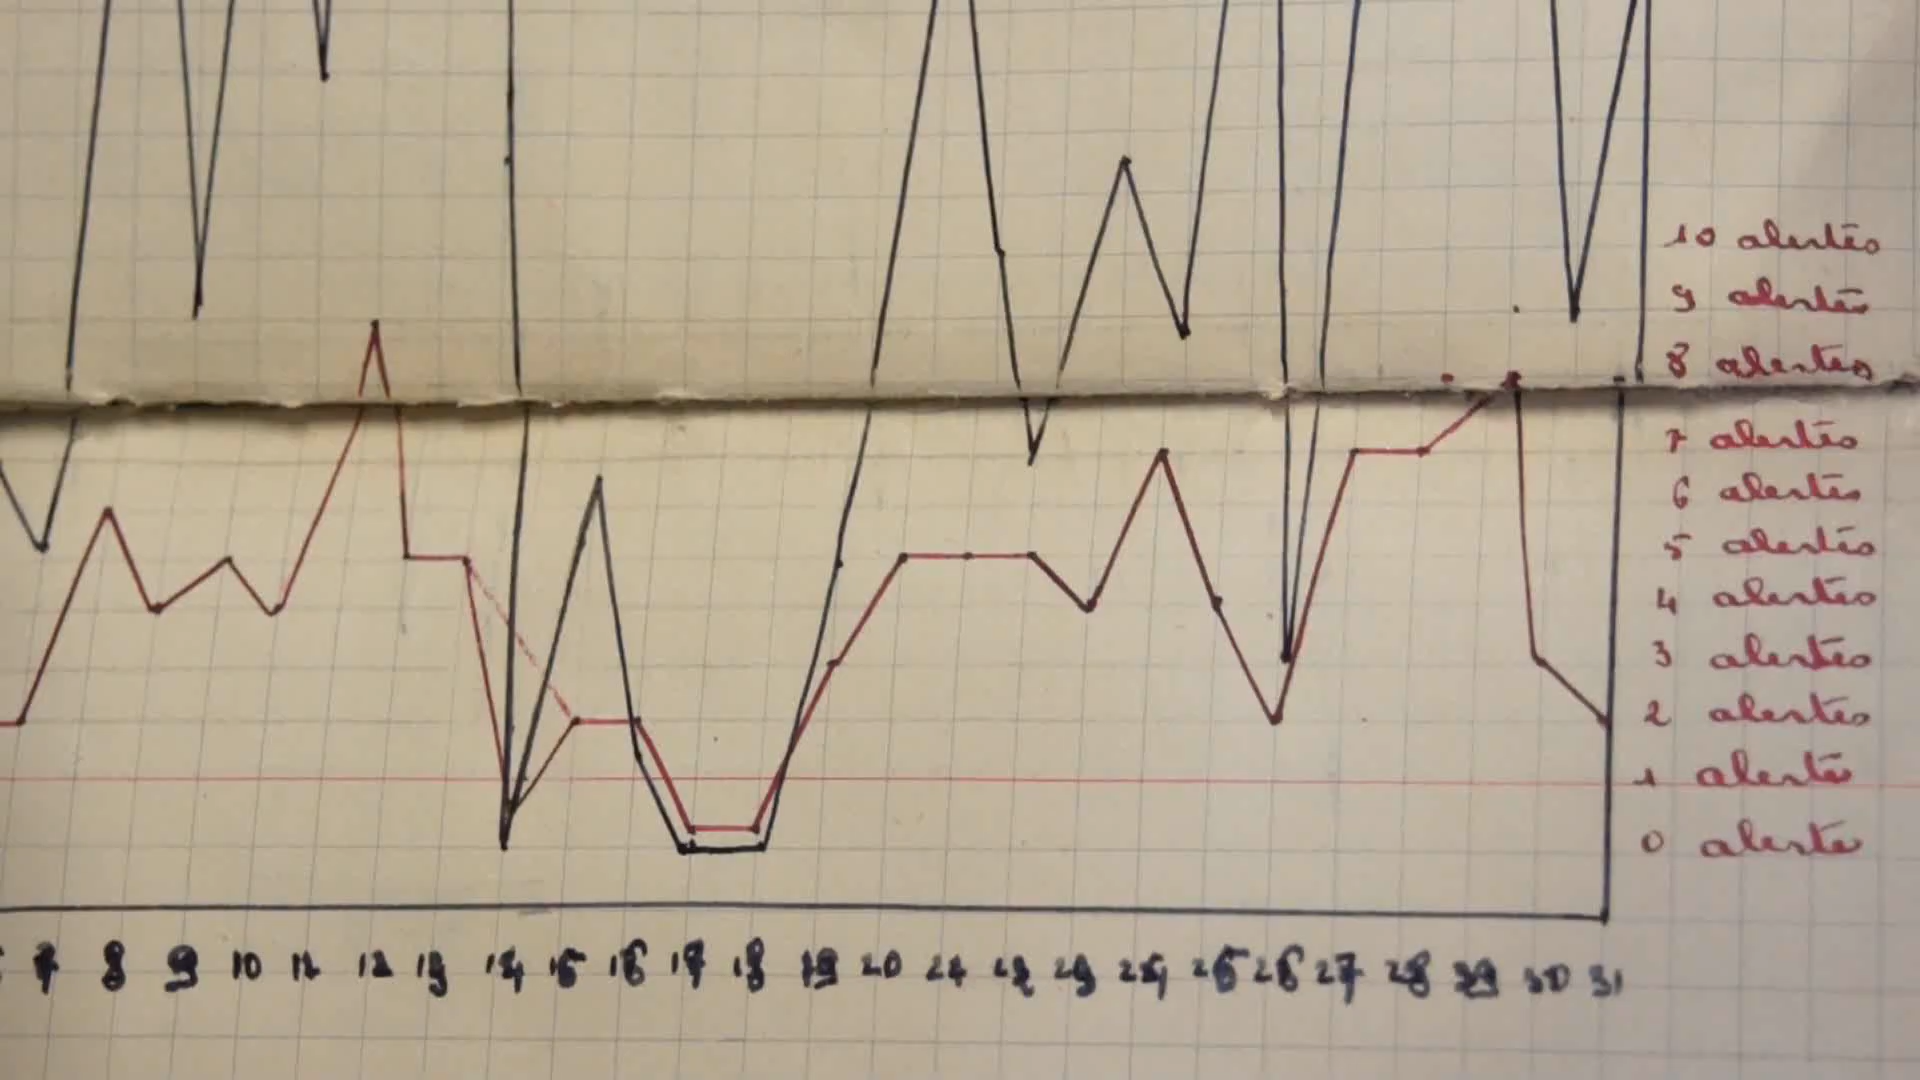 10 alertes
9 alertes
8 alertes
7 alertes
6 alertes
5 alertes
4 alertes
3 alertes
2 alertes
1 alerte
0 alerte
7 8 9 10 11 12 13 14 15 16 17 18 19 20 21 22 23 24 25 26 27 28 29 30 31